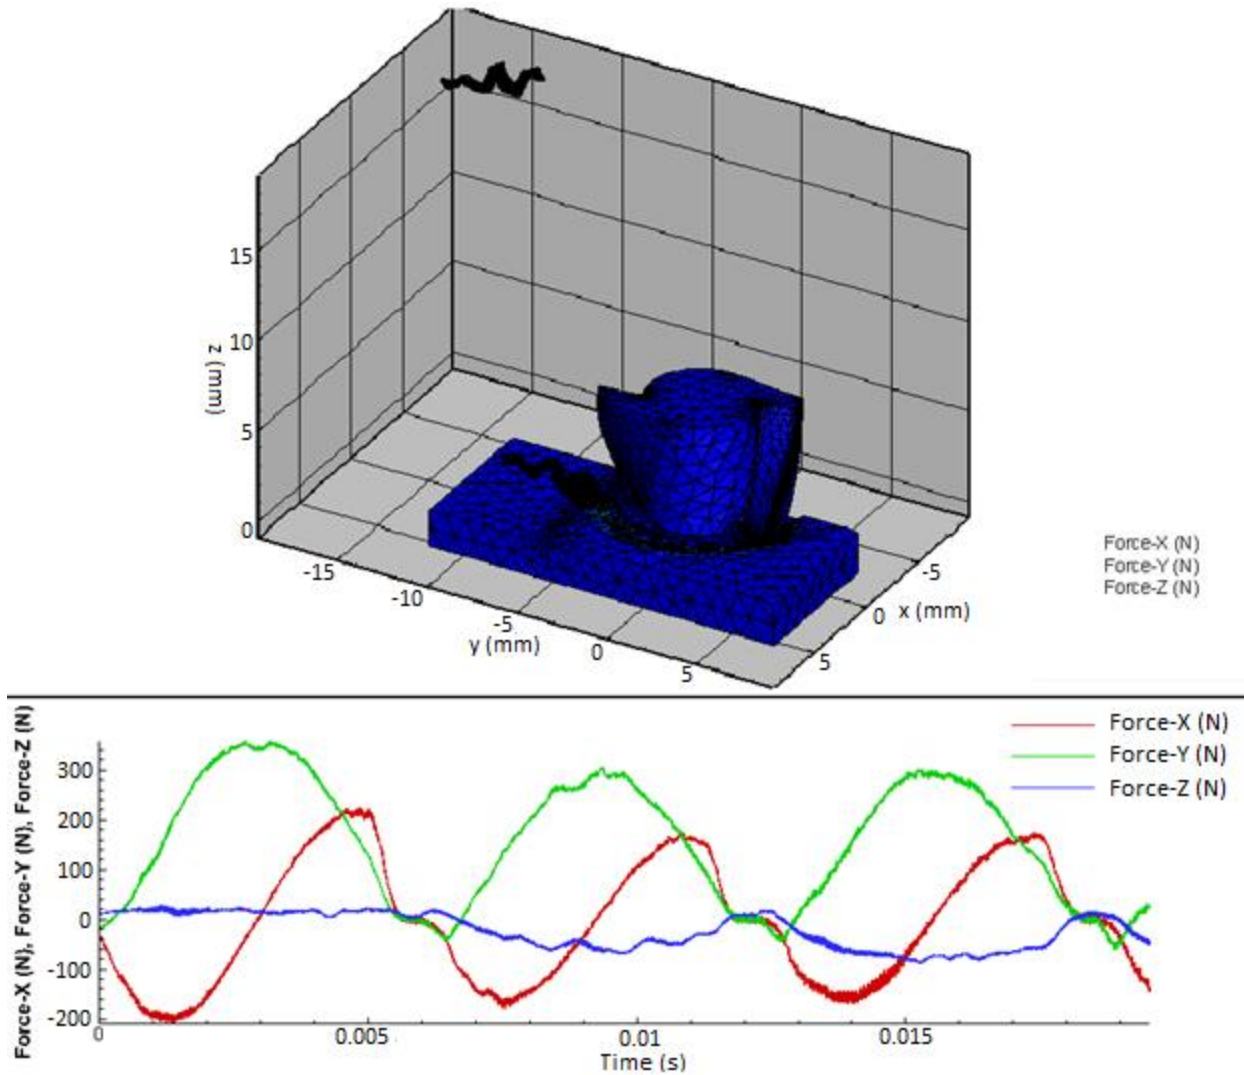 15
10
5
0
z (mm)
-15
-10
-5
0
5
y (mm)
-5
0
5
x (mm)
Force-X (N)
Force-Y (N)
Force-Z (N)
Force-X (N), Force-Y (N), Force-Z (N)
300
200
100
0
-100
-200
0
0.005
0.01
0.015
Time (s)
Force-X (N)
Force-Y (N)
Force-Z (N)